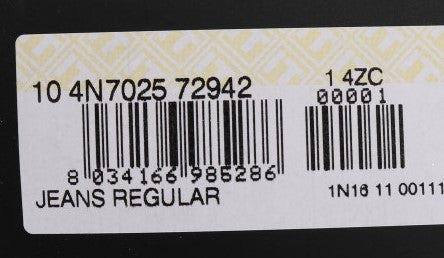 10 4N7025 72942
1 4ZC
00001
8 034166 985286
JEANS REGULAR
1N16 11 00111